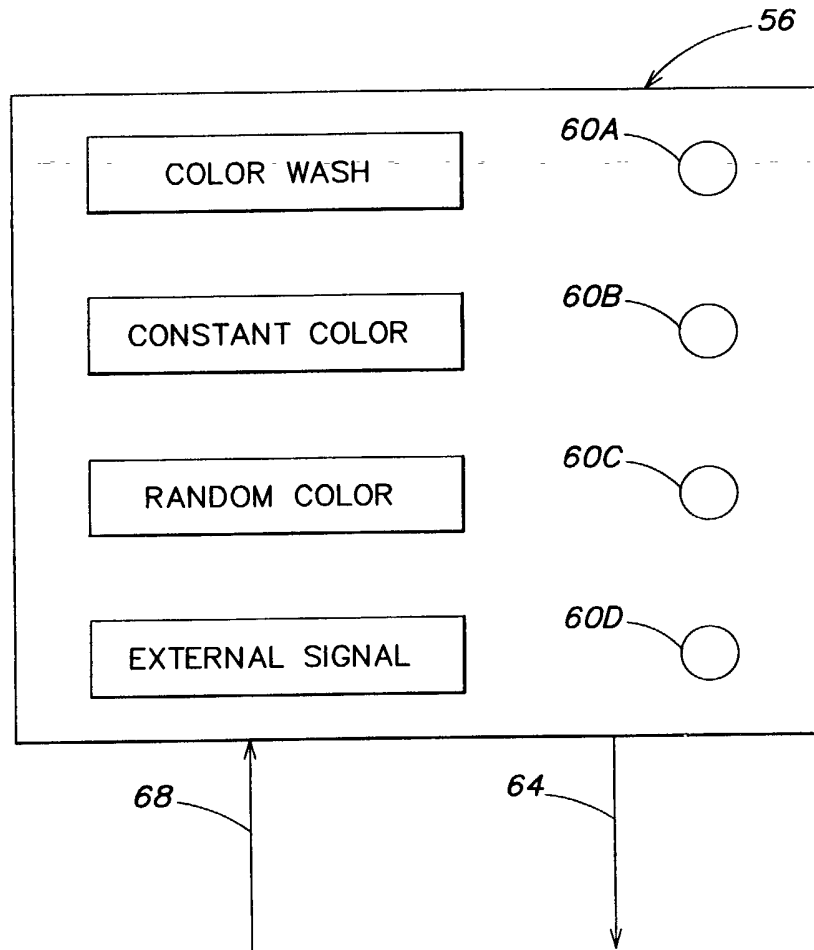 56
60A
COLOR WASH
60B
CONSTANT COLOR
60C
RANDOM COLOR
60D
EXTERNAL SIGNAL
68
64